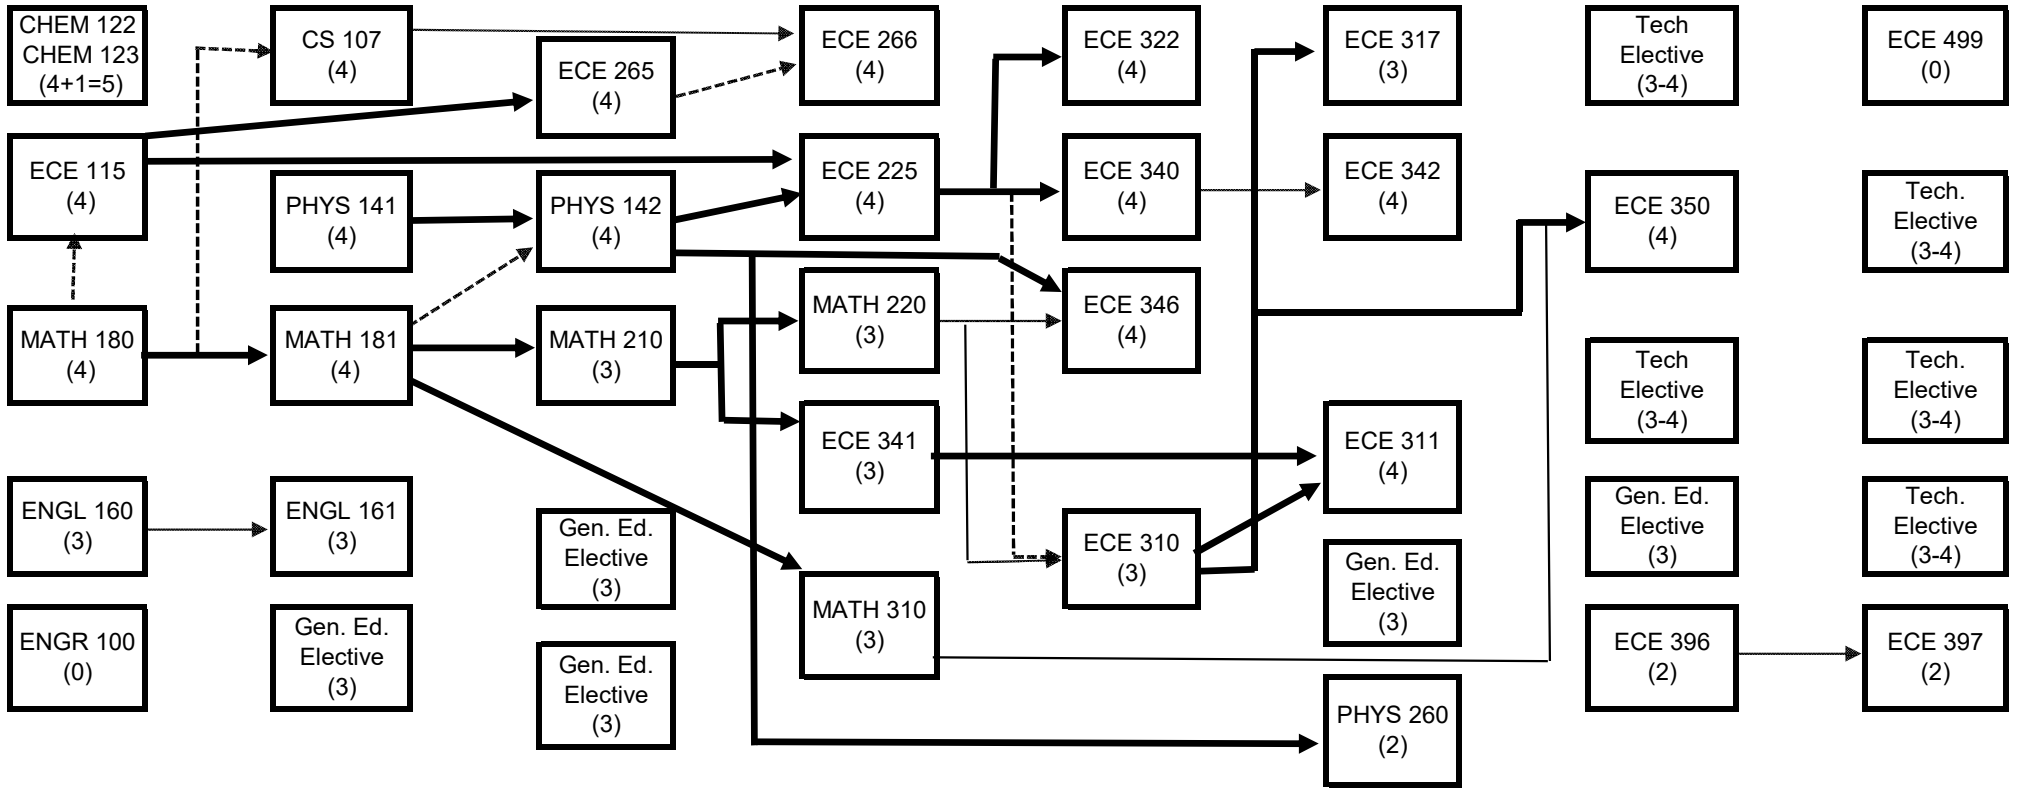 CHEM 122
CHEM 123
(4+1=5)
ECE 115
(4)
MATH 180
(4)
ENGL 160
(3)
ENGR 100
(0)
CS 107
(4)
PHYS 141
(4)
MATH 181
(4)
ENGL 161
(3)
Gen. Ed.
Elective
(3)
ECE 265
(4)
PHYS 142
(4)
MATH 210
(3)
Gen. Ed.
Elective
(3)
Gen. Ed.
Elective
(3)
ECE 266
(4)
ECE 225
(4)
MATH 220
(3)
ECE 341
(3)
MATH 310
(3)
ECE 322
(4)
ECE 340
(4)
ECE 346
(4)
ECE 310
(3)
ECE 317
(3)
ECE 342
(4)
ECE 311
(4)
Gen. Ed.
Elective
(3)
PHYS 260
(2)
Tech
Elective
(3-4)
ECE 350
(4)
Tech
Elective
(3-4)
Gen. Ed.
Elective
(3)
ECE 396
(2)
ECE 499
(0)
Tech.
Elective
(3-4)
Tech.
Elective
(3-4)
Tech.
Elective
(3-4)
ECE 397
(2)